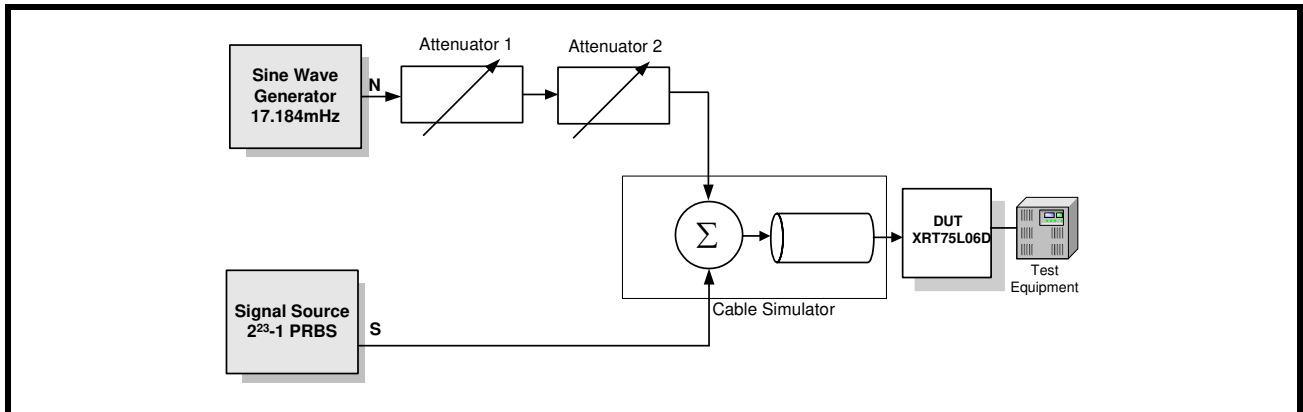 Attenuator 1
Attenuator 2
Sine Wave
Generator
17.184mHz
N
Σ
DUT
XRT75L06D
Test
Equipment
Cable Simulator
Signal Source
2²³-1 PRBS
S